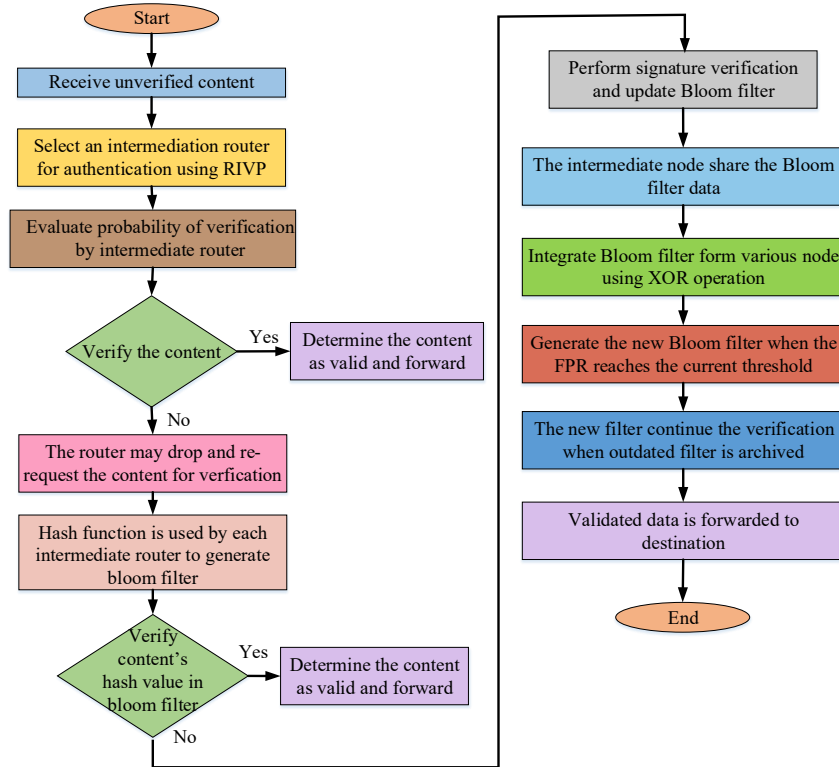 Start
Receive unverified content
Select an intermediation router
for authentication using RIVP
Evaluate probability of verification
by intermediate router
Verify the content
Yes
Determine the content
as valid and forward
No
The router may drop and re-
request the content for verfication
Hash function is used by each
intermediate router to generate
bloom filter
Verify
content's
hash value in
bloom filter
Yes
Determine the content
as valid and forward
No
Perform signature verification
and update Bloom filter
The intermediate node share the Bloom
filter data
Integrate Bloom filter form various node
using XOR operation
Generate the new Bloom filter when the
FPR reaches the current threshold
The new filter continue the verification
when outdated filter is archived
Validated data is forwarded to
destination
End